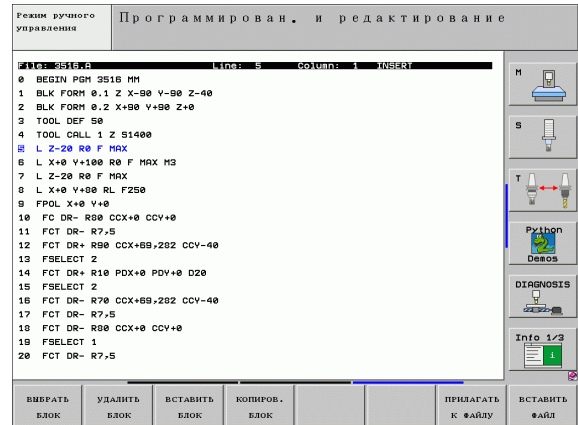 Режим ручного
управления
Программирован. и редактирование
File: 3516.A Line: 5 Column: 1 INSERT
0 BEGIN PGM 3516 MM
1 BLK FORM 0.1 Z X-90 Y-90 Z-40
2 BLK FORM 0.2 X+90 Y+90 Z+0
3 TOOL DEF 50
4 TOOL CALL 1 Z S1400
5 L Z-20 R0 F MAX
6 L X+0 Y+100 R0 F MAX M3
7 L Z-20 R0 F MAX
8 L X+0 Y+80 RL F250
9 FPOL X+0 Y+0
10 FC DR- R80 CCX+0 CCY+0
11 FCT DR- R7,5
12 FCT DR+ R90 CCX+69,282 CCY-40
13 FSELECT 2
14 FCT DR+ R10 PDX+0 PDY+0 D20
15 FSELECT 2
16 FCT DR- R70 CCX+69,282 CCY-40
17 FCT DR- R7,5
18 FCT DR- R80 CCX+0 CCY+0
19 FSELECT 1
20 FCT DR- R7,5
M
S
T
Python
Demos
DIAGNOSIS
Info 1/3
i
ВЫБРАТЬ
БЛОК
УДАЛИТЬ
БЛОК
ВСТАВИТЬ
БЛОК
КОПИРОВ.
БЛОК
ПРИЛАГАТЬ
К ФАЙЛУ
ВСТАВИТЬ
ФАЙЛ